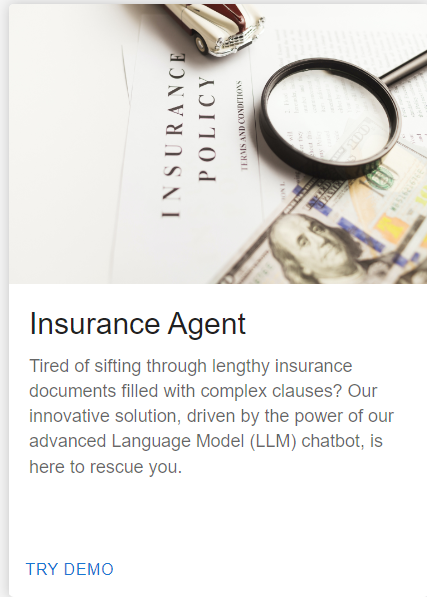 INSURANCE
POLICY
TERMS AND CONDITIONS
Insurance Agent
Tired of sifting through lengthy insurance
documents filled with complex clauses? Our
innovative solution, driven by the power of our
advanced Language Model (LLM) chatbot, is
here to rescue you.
TRY DEMO